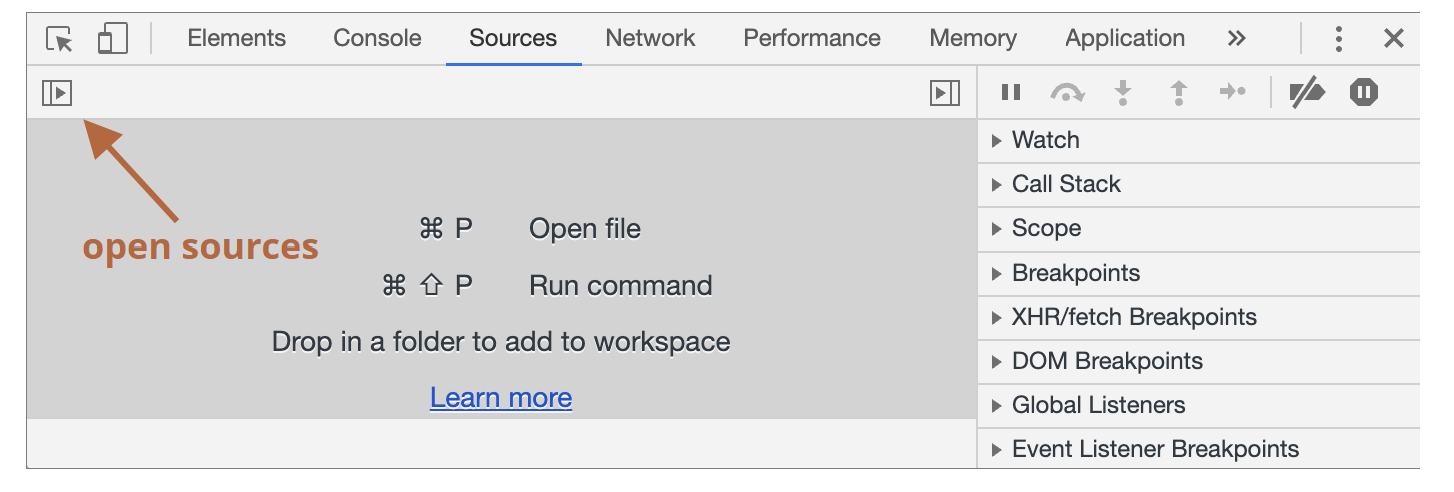 Elements Console Sources Network Performance Memory Application »
Watch
Call Stack
Scope
Breakpoints
XHR/fetch Breakpoints
DOM Breakpoints
Global Listeners
Event Listener Breakpoints
open sources
⌘ P Open file
⌘ ⇧ P Run command
Drop in a folder to add to workspace
Learn more